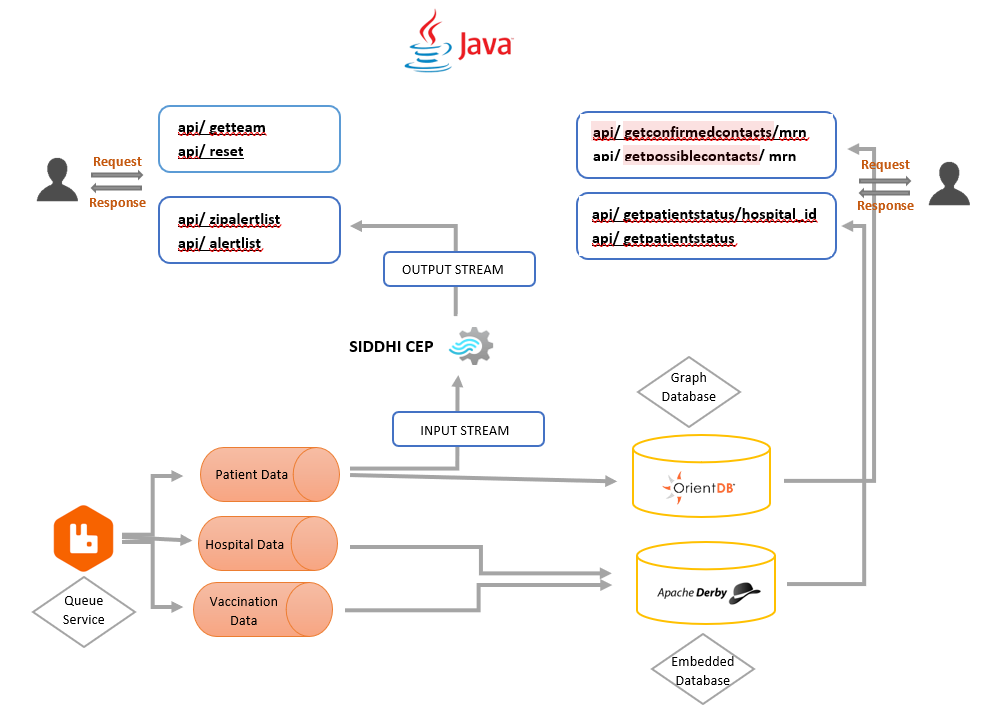 Java
api/ getteam
api/ reset
Request
Response
api/ zipalertlist
api/ alertlist
api/ getconfirmedcontacts/mrn
api/ getpossiblecontacts/ mrn
Request
Response
api/ getpatientstatus/hospital_id
api/ getpatientstatus
OUTPUT STREAM
SIDDHI CEP
INPUT STREAM
Graph
Database
Patient Data
OrientDB
Hospital Data
Vaccination
Data
Apache Derby
Queue
Service
Embedded
Database